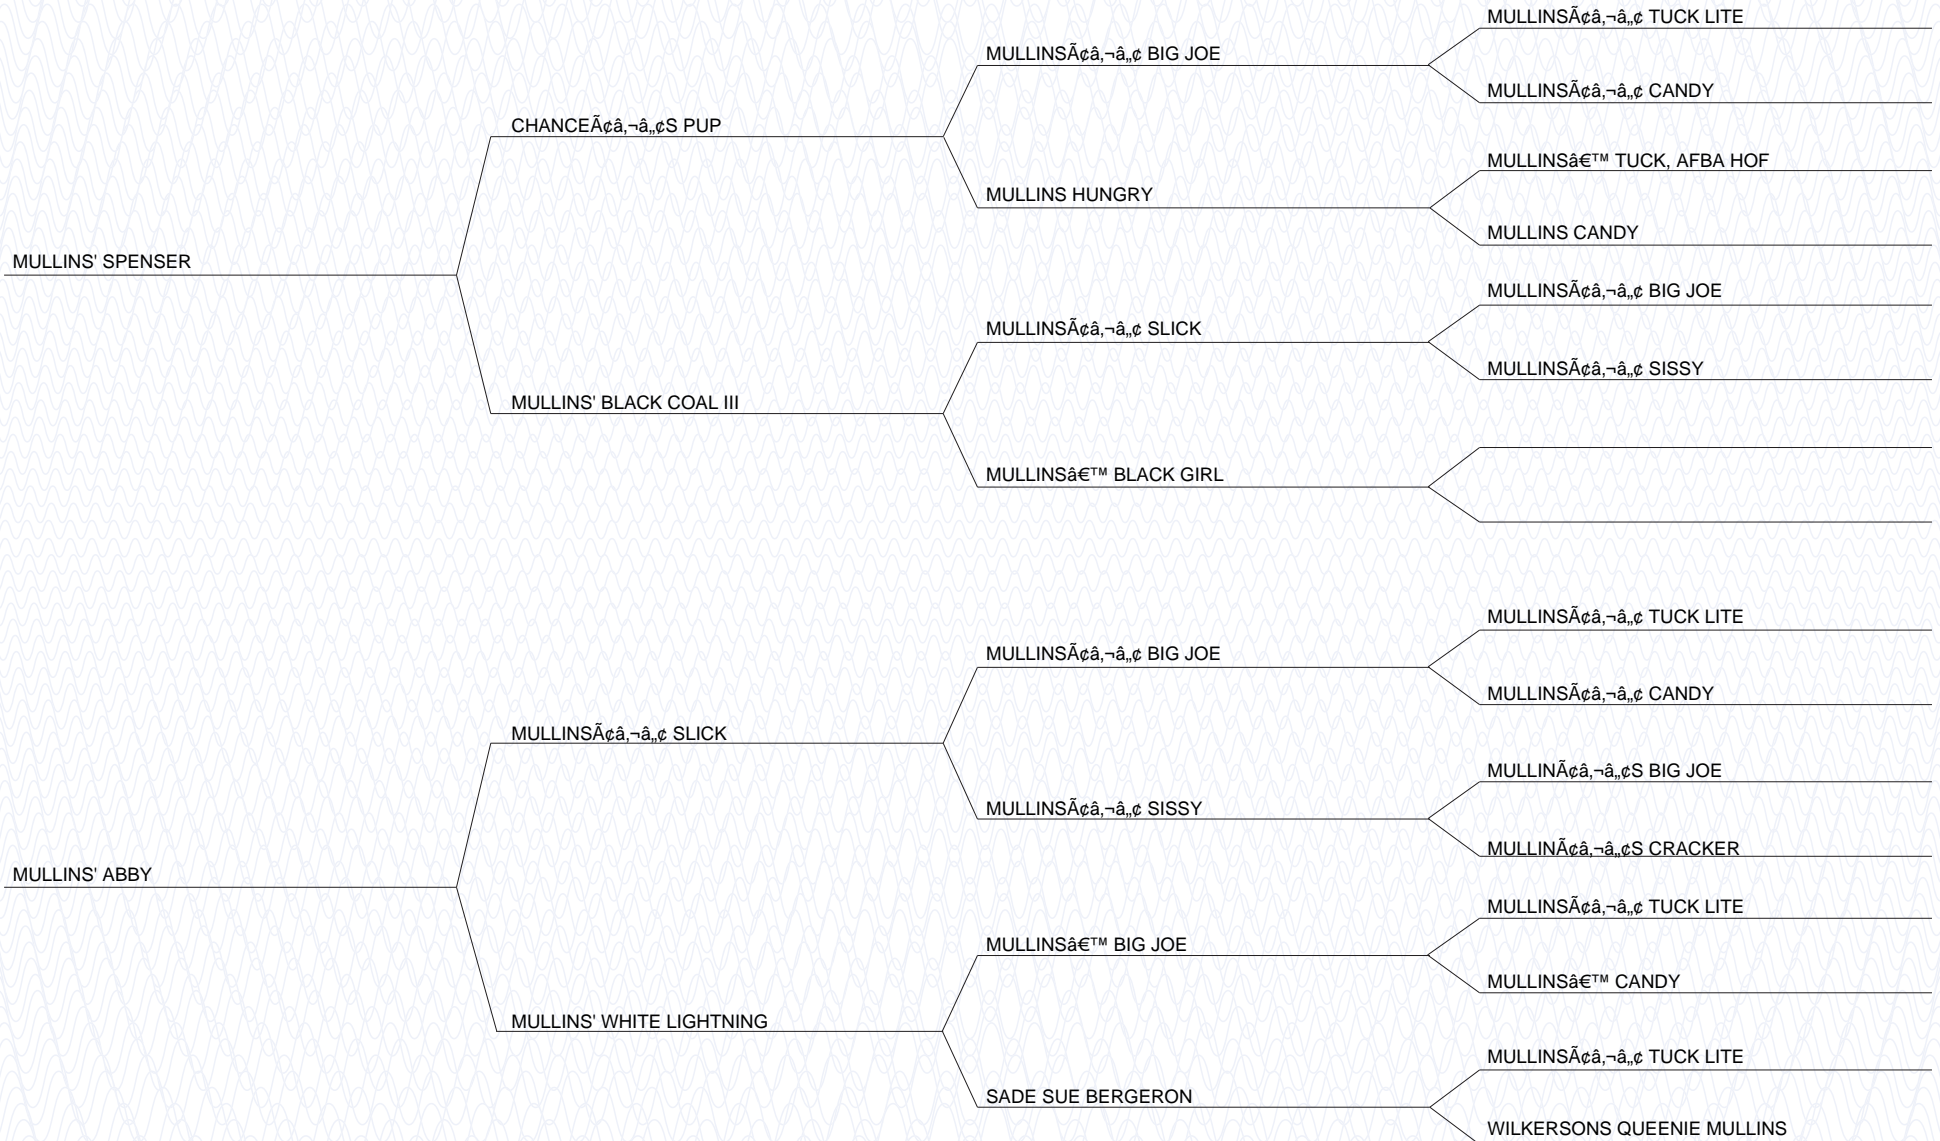 MULLINSÃ¢â‚¬â„¢ TUCK LITE
MULLINSÃ¢â‚¬â„¢ BIG JOE
MULLINSÃ¢â‚¬â„¢ CANDY
CHANCEÃ¢â‚¬â„¢S PUP
MULLINSâ€™ TUCK, AFBA HOF
MULLINS HUNGRY
MULLINS CANDY
MULLINS' SPENSER
MULLINSÃ¢â‚¬â„¢ BIG JOE
MULLINSÃ¢â‚¬â„¢ SLICK
MULLINSÃ¢â‚¬â„¢ SISSY
MULLINS' BLACK COAL III
MULLINSâ€™ BLACK GIRL
MULLINSÃ¢â‚¬â„¢ TUCK LITE
MULLINSÃ¢â‚¬â„¢ BIG JOE
MULLINSÃ¢â‚¬â„¢ CANDY
MULLINSÃ¢â‚¬â„¢ SLICK
MULLINÃ¢â‚¬â„¢S BIG JOE
MULLINSÃ¢â‚¬â„¢ SISSY
MULLINÃ¢â‚¬â„¢S CRACKER
MULLINS' ABBY
MULLINSÃ¢â‚¬â„¢ TUCK LITE
MULLINSâ€™ BIG JOE
MULLINSâ€™ CANDY
MULLINS' WHITE LIGHTNING
MULLINSÃ¢â‚¬â„¢ TUCK LITE
SADE SUE BERGERON
WILKERSONS QUEENIE MULLINS